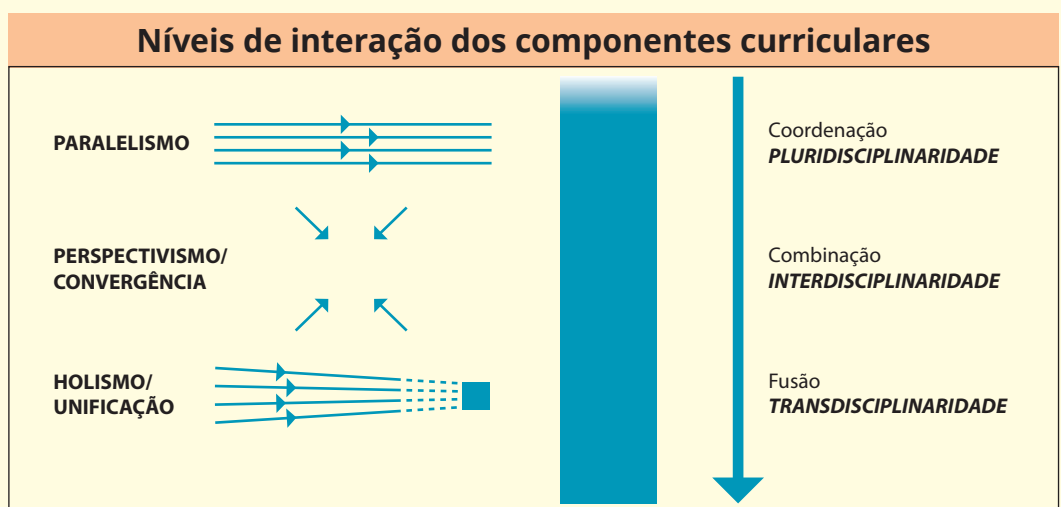 Níveis de interação dos componentes curriculares
PARALELISMO
Coordenação
PLURIDISCIPLINARIDADE
PERSPECTIVISMO/
CONVERGÊNCIA
Combinação
INTERDISCIPLINARIDADE
HOLISMO/
UNIFICAÇÃO
Fusão
TRANSDISCIPLINARIDADE